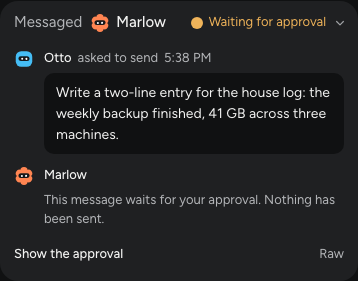 Messaged Marlow Waiting for approval
Otto asked to send 5:38 PM
Write a two-line entry for the house log: the
weekly backup finished, 41 GB across three
machines.
Marlow
This message waits for your approval. Nothing has
been sent.
Show the approval Raw